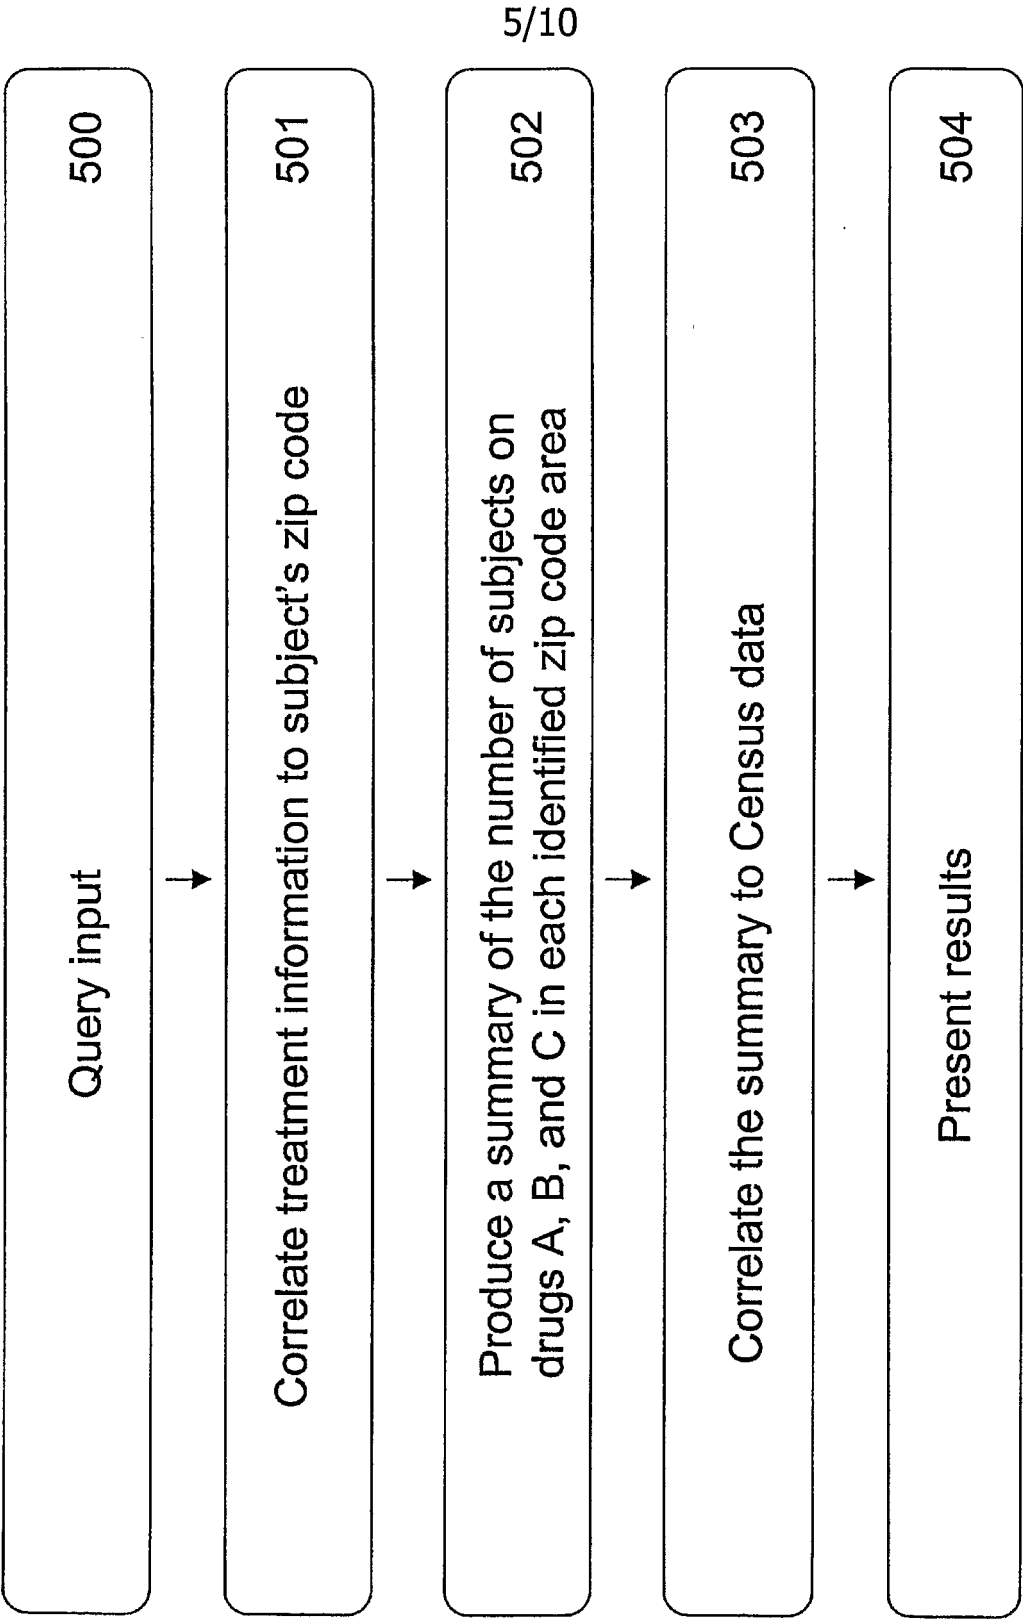 5/10
Query input 500
Correlate treatment information to subject's zip code 501
Produce a summary of the number of subjects on
drugs A, B, and C in each identified zip code area 502
Correlate the summary to Census data 503
Present results 504